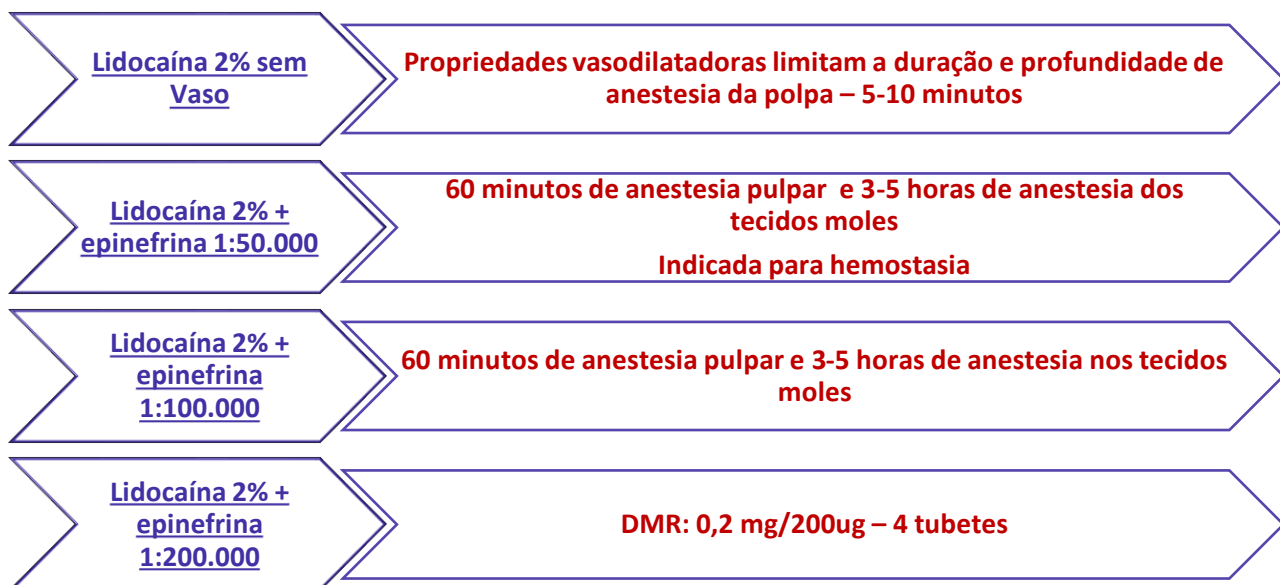 Lidocaína 2% sem
Vaso
Propriedades vasodilatadoras limitam a duração e profundidade de
anestesia da polpa – 5-10 minutos
Lidocaína 2% +
epinefrina 1:50.000
60 minutos de anestesia pulpar e 3-5 horas de anestesia dos
tecidos moles
Indicada para hemostasia
Lidocaína 2% +
epinefrina
1:100.000
60 minutos de anestesia pulpar e 3-5 horas de anestesia nos tecidos
moles
Lidocaína 2% +
epinefrina
1:200.000
DMR: 0,2 mg/200ug – 4 tubetes